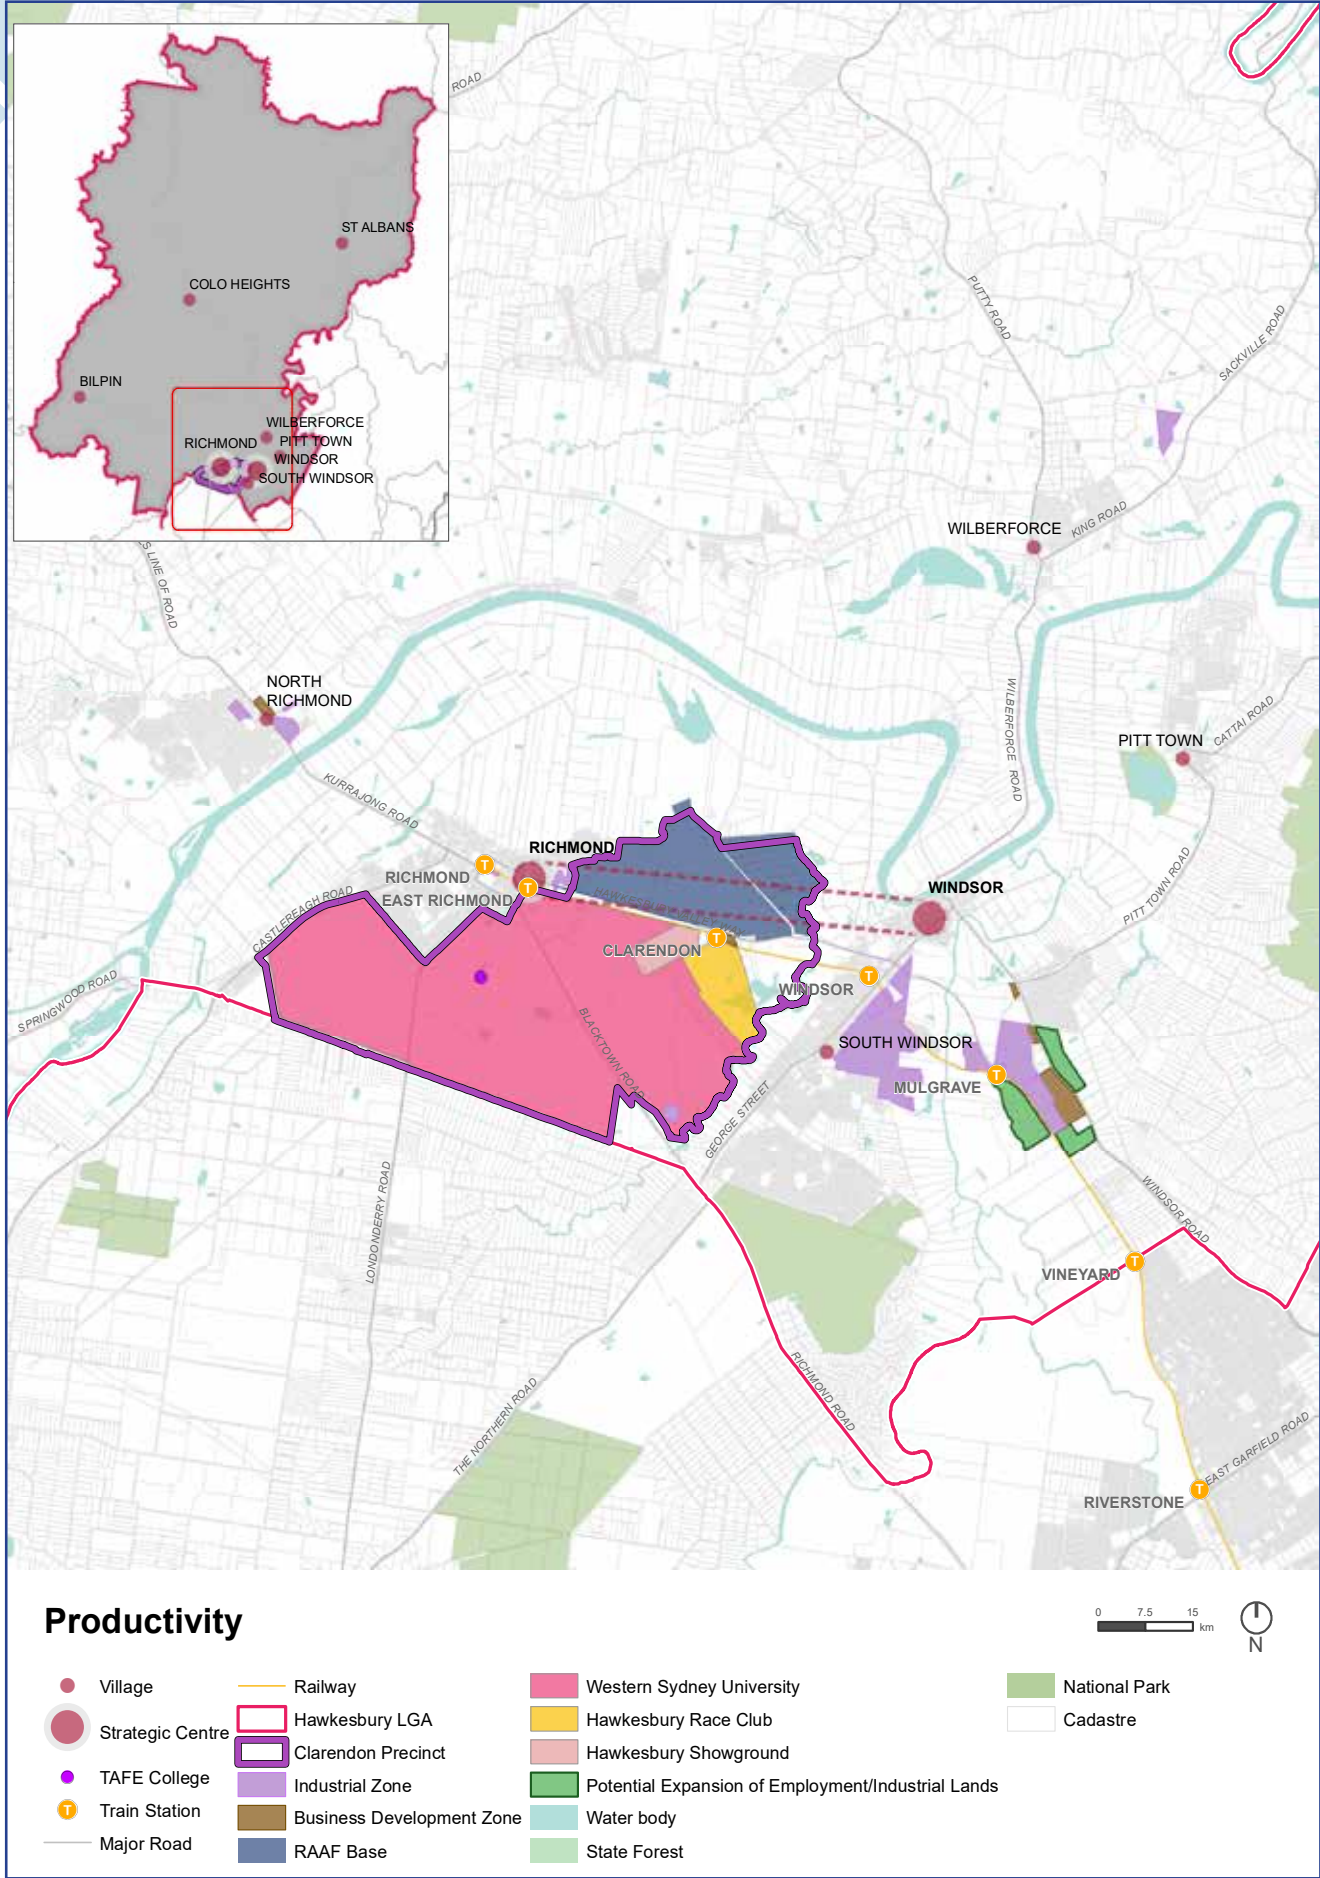 ROAD
ST ALBANS
COLO HEIGHTS
BILPIN
WILBERFORCE
RICHMOND
PITT TOWN
WINDSOR
SOUTH WINDSOR
PUTTY ROAD
SACKVILLE ROAD
WILBERFORCE
KING ROAD
S LINE OF ROAD
NORTH
RICHMOND
WILBERFORCE ROAD
PITT TOWN
CATTAI ROAD
KURRAJONG ROAD
RICHMOND
RICHMOND
EAST RICHMOND
CASTLEREAGH ROAD
WINDSOR
PITT TOWN ROAD
CLARENDON
WINDSOR
SPRINGWOOD ROAD
BLACKTOWN ROAD
SOUTH WINDSOR
MULGRAVE
GEORGE STREET
LONDONDERRY ROAD
WINDSOR ROAD
VINEYARD
RICHMOND ROAD
THE NORTHERN ROAD
EAST GARFIELD ROAD
RIVERSTONE
Productivity
0 7.5 15
km
N
Village
Strategic Centre
TAFE College
T Train Station
Major Road
Railway
Hawkesbury LGA
Clarendon Precinct
Industrial Zone
Business Development Zone
RAAF Base
Western Sydney University
Hawkesbury Race Club
Hawkesbury Showground
Potential Expansion of Employment/Industrial Lands
Water body
State Forest
National Park
Cadastre